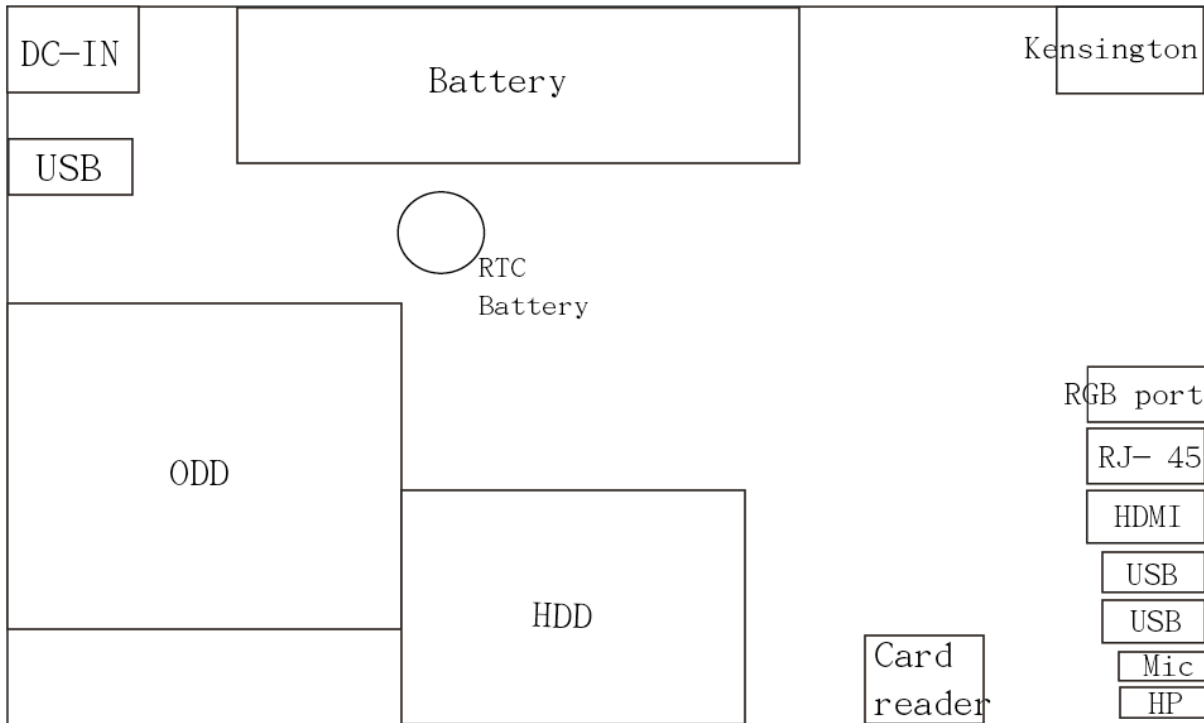 DC-IN
Battery
Kensington
USB
RTC
Battery
RGB port
RJ- 45
ODD
HDMI
USB
HDD
USB
Card
reader
Mic
HP